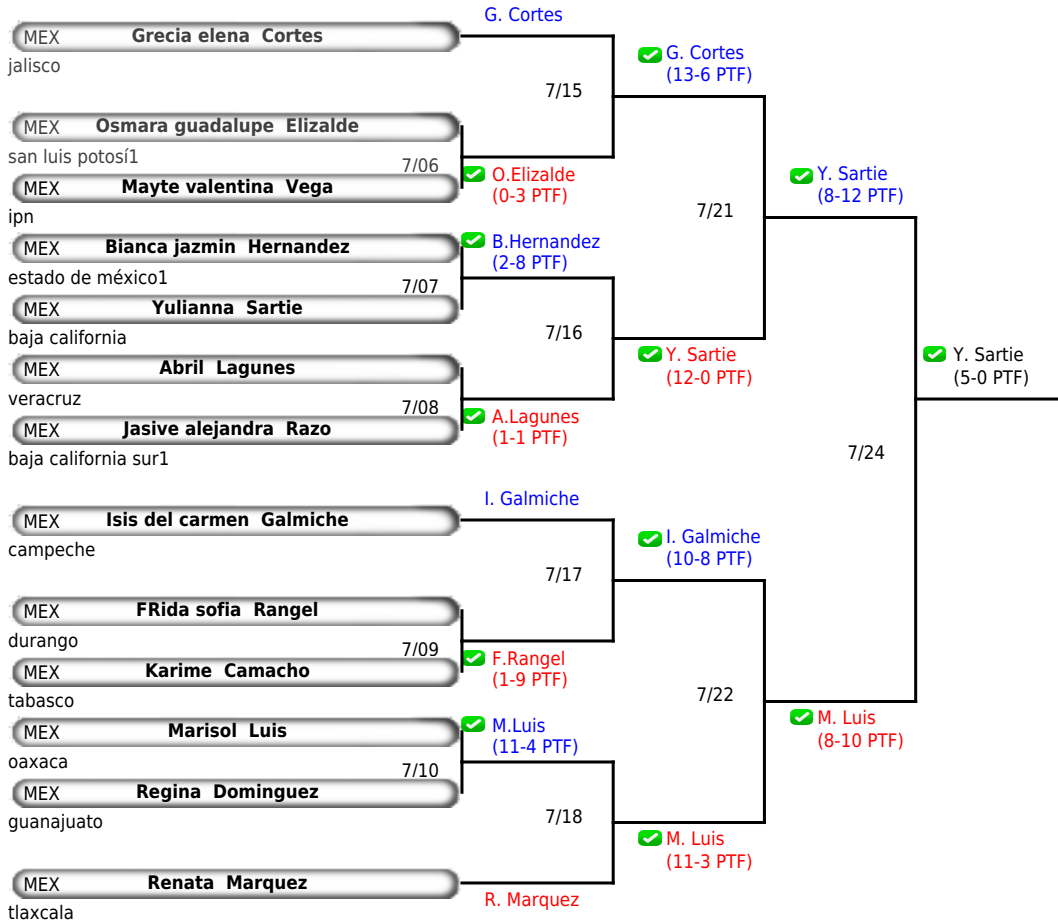 G. Cortes
MEX Grecia elena Cortes
jalisco
G. Cortes
(13-6 PTF)
7/15
MEX Osmara guadalupe Elizalde
san luis potosí1
7/06
O.Elizalde
(0-3 PTF)
MEX Mayte valentina Vega
ipn
Y. Sartie
(8-12 PTF)
7/21
MEX Bianca jazmin Hernandez
estado de méxico1
B.Hernandez
(2-8 PTF)
7/07
MEX Yulianna Sartie
baja california
7/16
Y. Sartie
(12-0 PTF)
MEX Abril Lagunes
veracruz
7/08
A.Lagunes
(1-1 PTF)
MEX Jasive alejandra Razo
baja california sur1
Y. Sartie
(5-0 PTF)
7/24
I. Galmiche
MEX Isis del carmen Galmiche
campeche
I. Galmiche
(10-8 PTF)
7/17
MEX FRida sofia Rangel
durango
7/09
F.Rangel
(1-9 PTF)
MEX Karime Camacho
tabasco
7/22
M. Luis
(8-10 PTF)
MEX Marisol Luis
oaxaca
M.Luis
(11-4 PTF)
7/10
MEX Regina Dominguez
guanajuato
7/18
M. Luis
(11-3 PTF)
MEX Renata Marquez
tlaxcala
R. Marquez